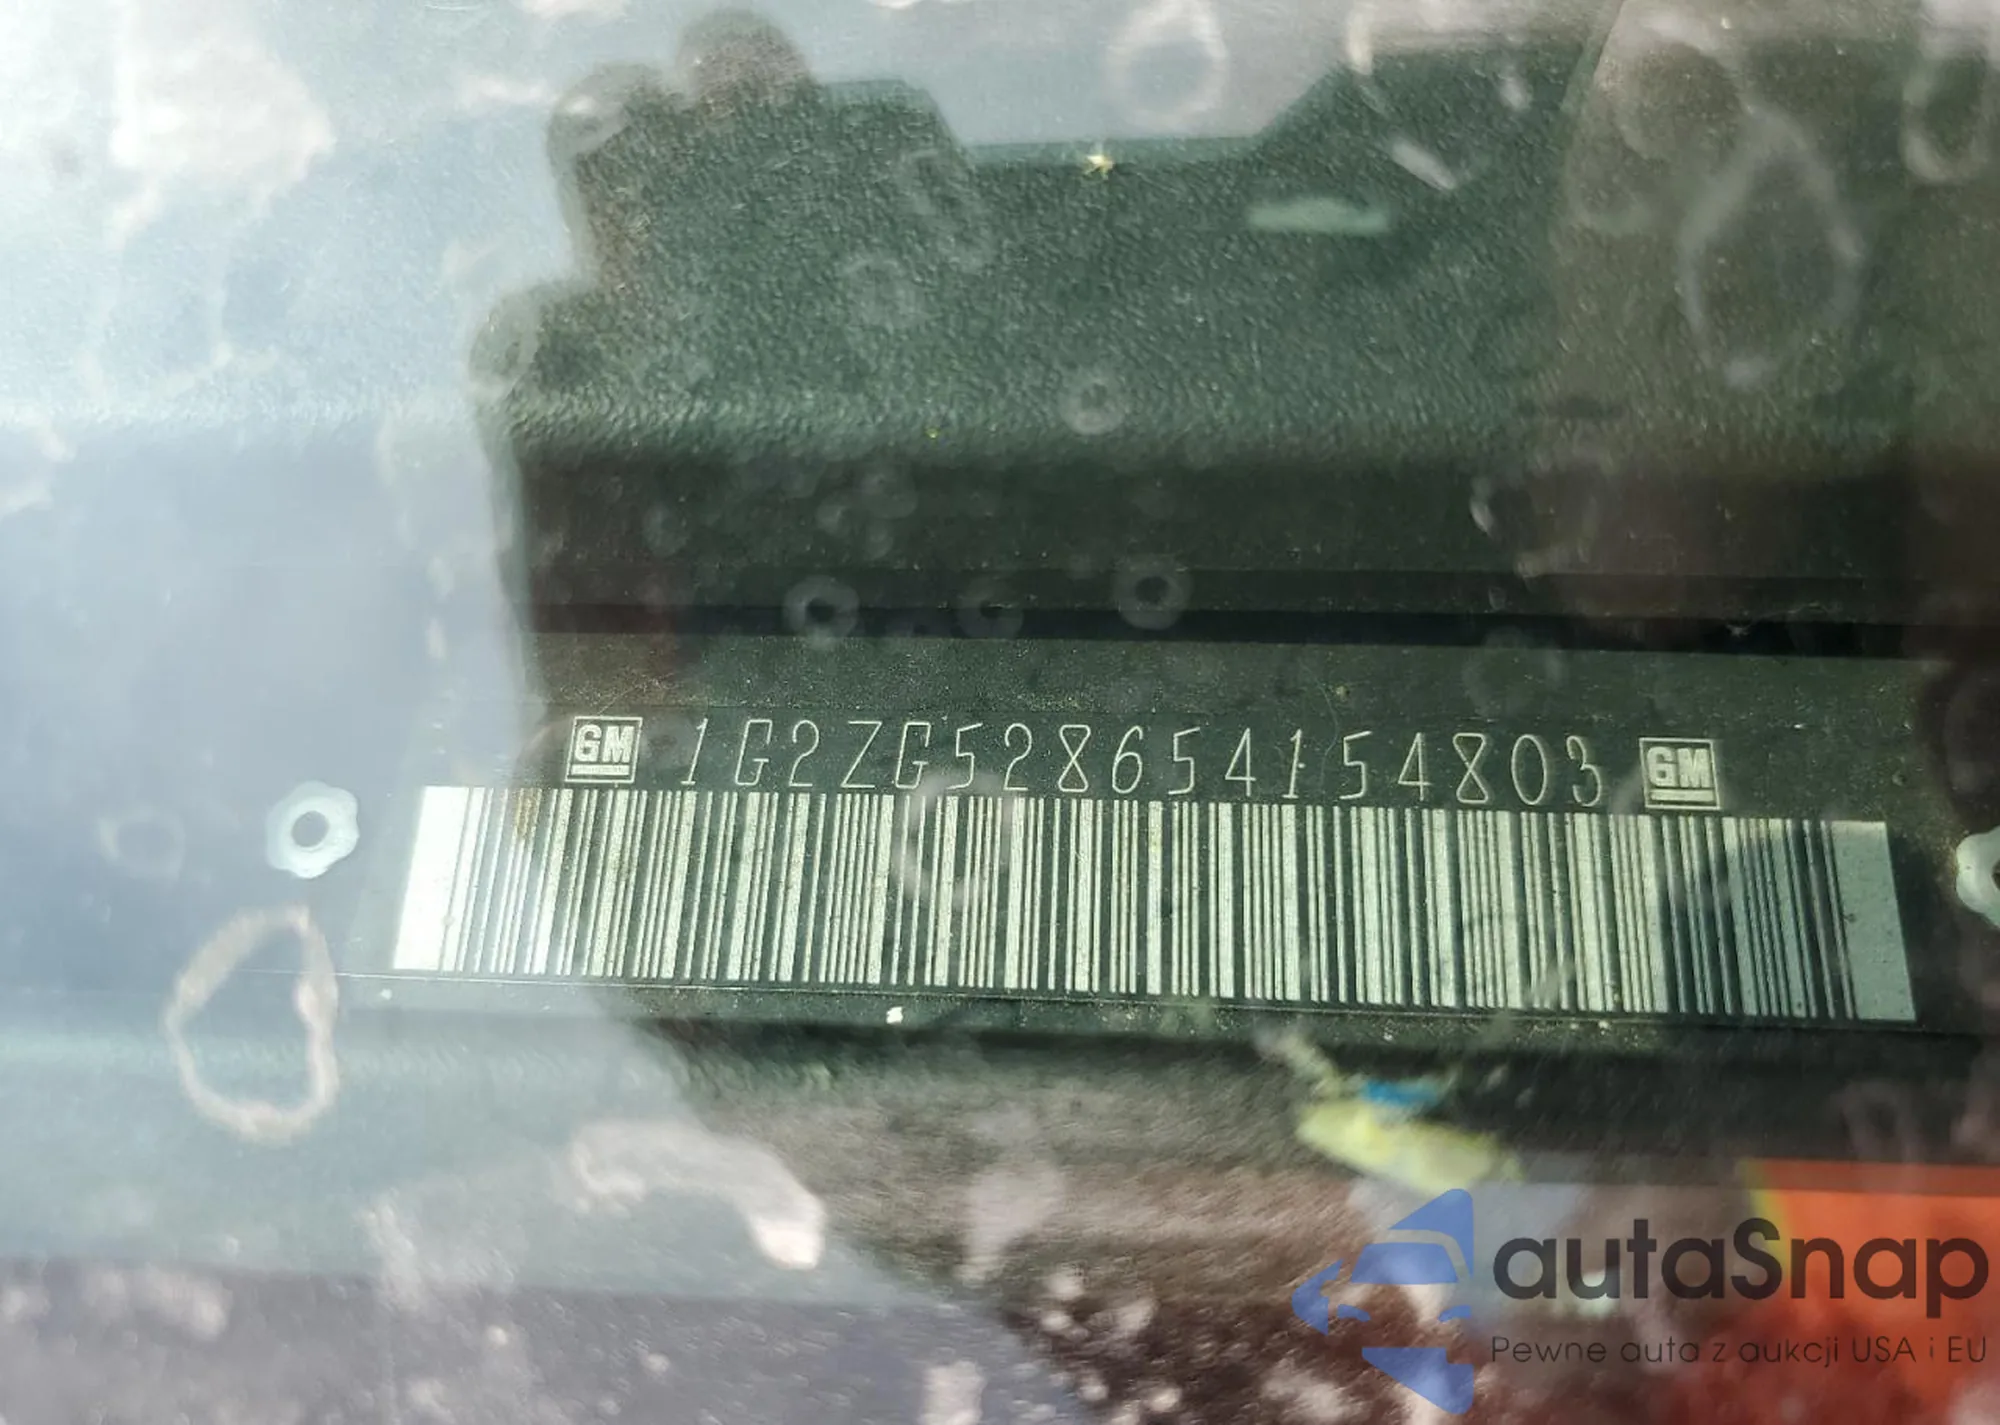 GM 1G2ZG528654154803 GM
autaSnap
Pewne auta z aukcji USA i EU